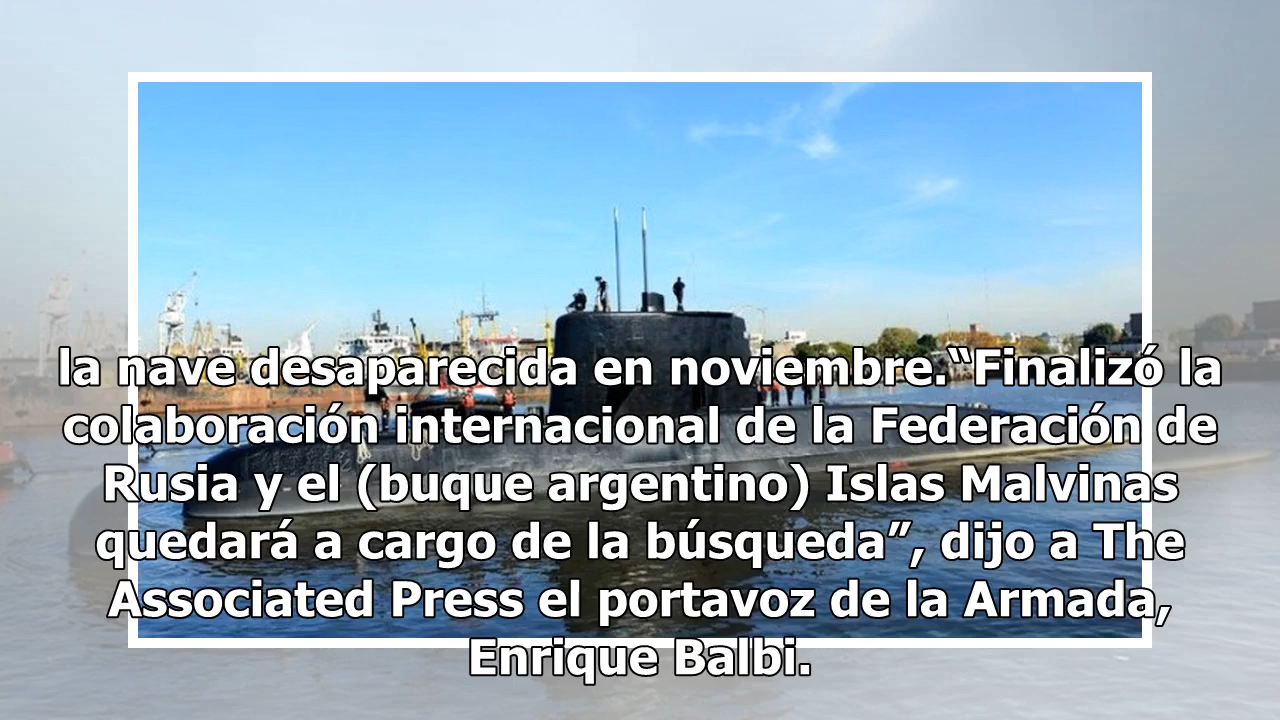 la nave desaparecida en noviembre.“Finalizó la
colaboración internacional de la Federación de
Rusia y el (buque argentino) Islas Malvinas
quedará a cargo de la búsqueda”, dijo a The
Associated Press el portavoz de la Armada,
Enrique Balbi.